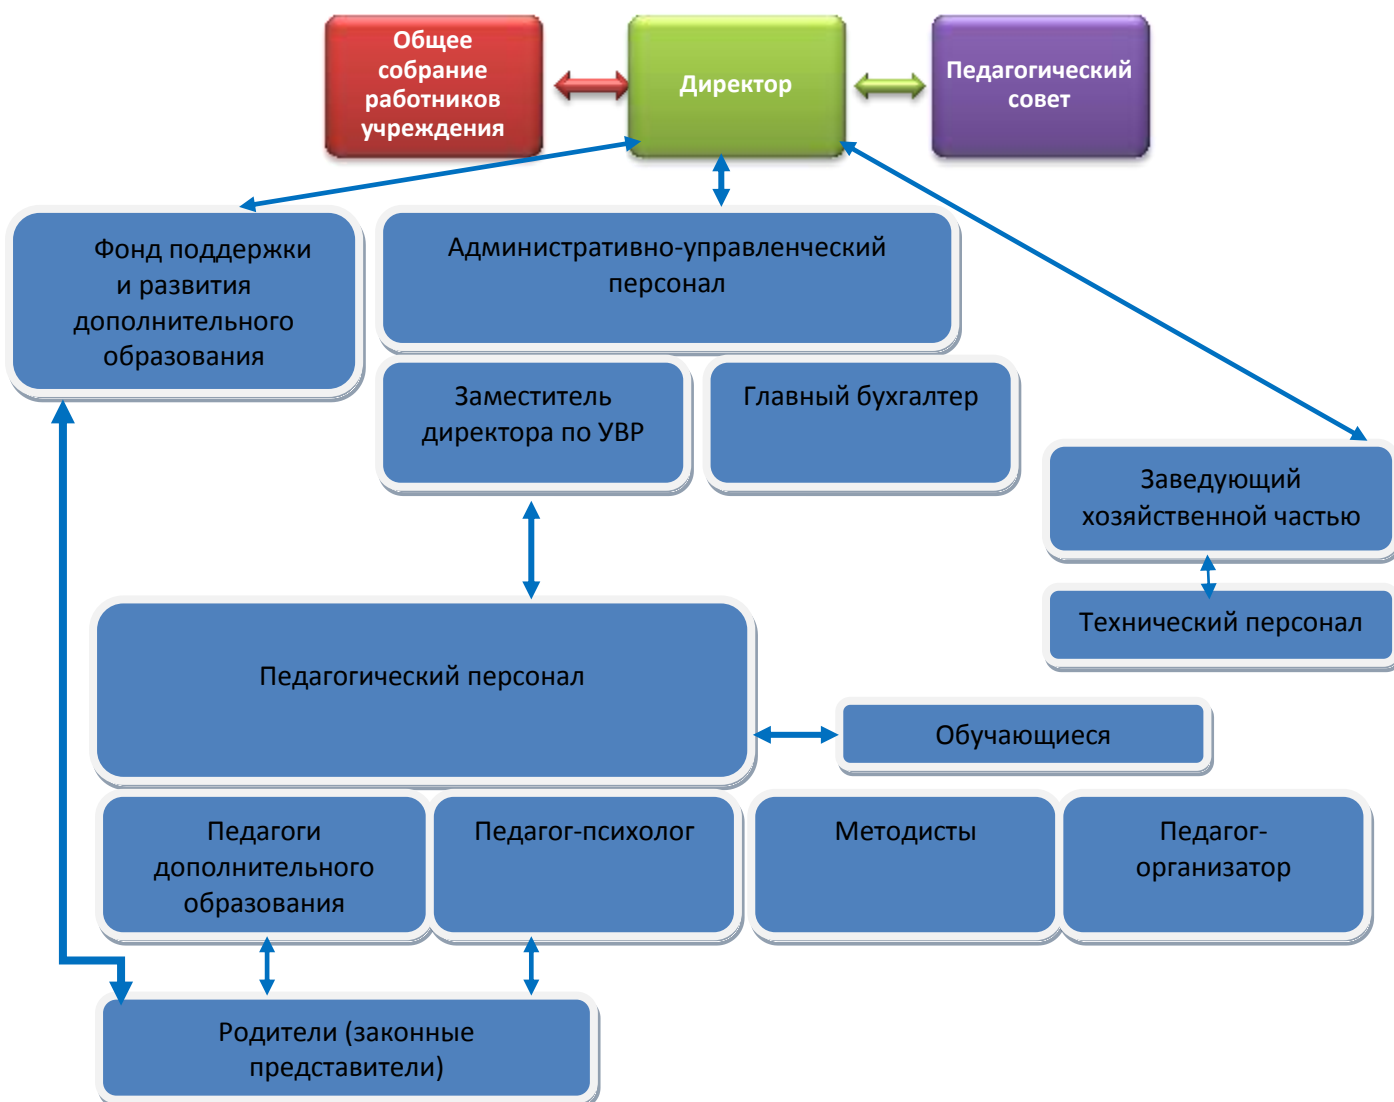 Общее
собрание
работников
учреждения
Директор
Педагогический
совет
Фонд поддержки
и развития
дополнительного
образования
Административно-управленческий
персонал
Заместитель
директора по УВР
Главный бухгалтер
Заведующий
хозяйственной частью
Технический персонал
Педагогический персонал
Обучающиеся
Педагоги
дополнительного
образования
Педагог-психолог
Методисты
Педагог-
организатор
Родители (законные
представители)